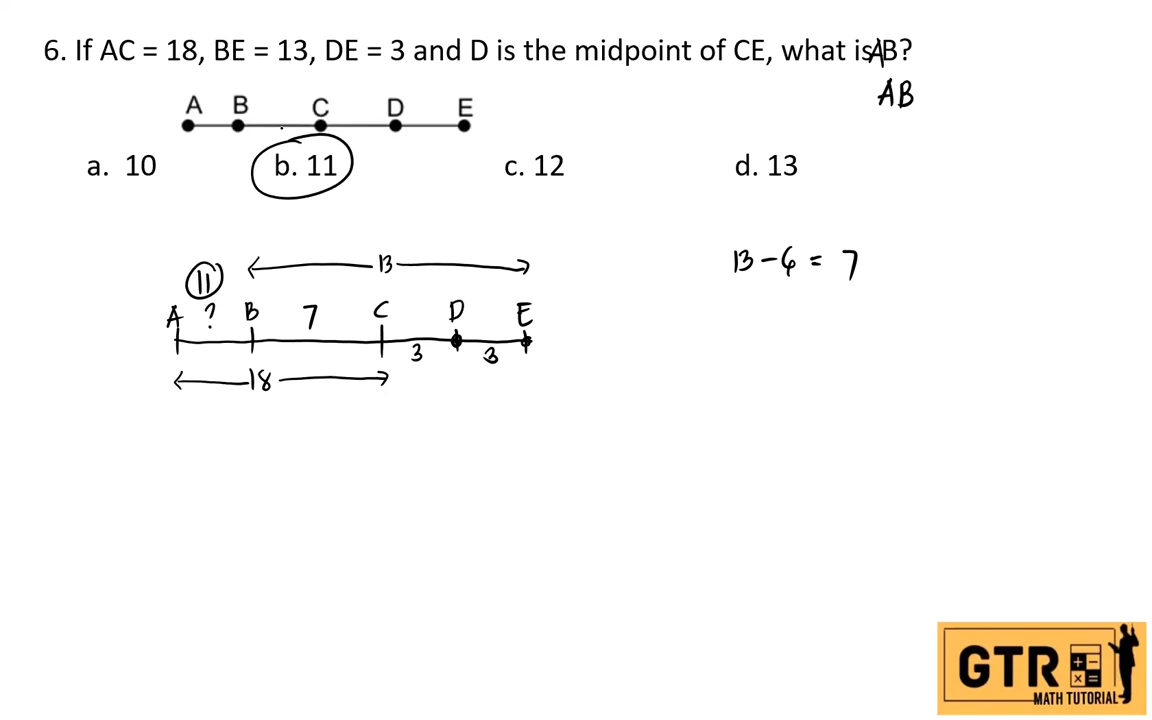 6. If AC = 18, BE = 13, DE = 3 and D is the midpoint of CE, what is AB?
AB
A B C D E
a. 10 b. 11 c. 12 d. 13
13 - 6 = 7
13
11
A ? B 7 C D E
3 3
18
GTR + − × =
MATH TUTORIAL